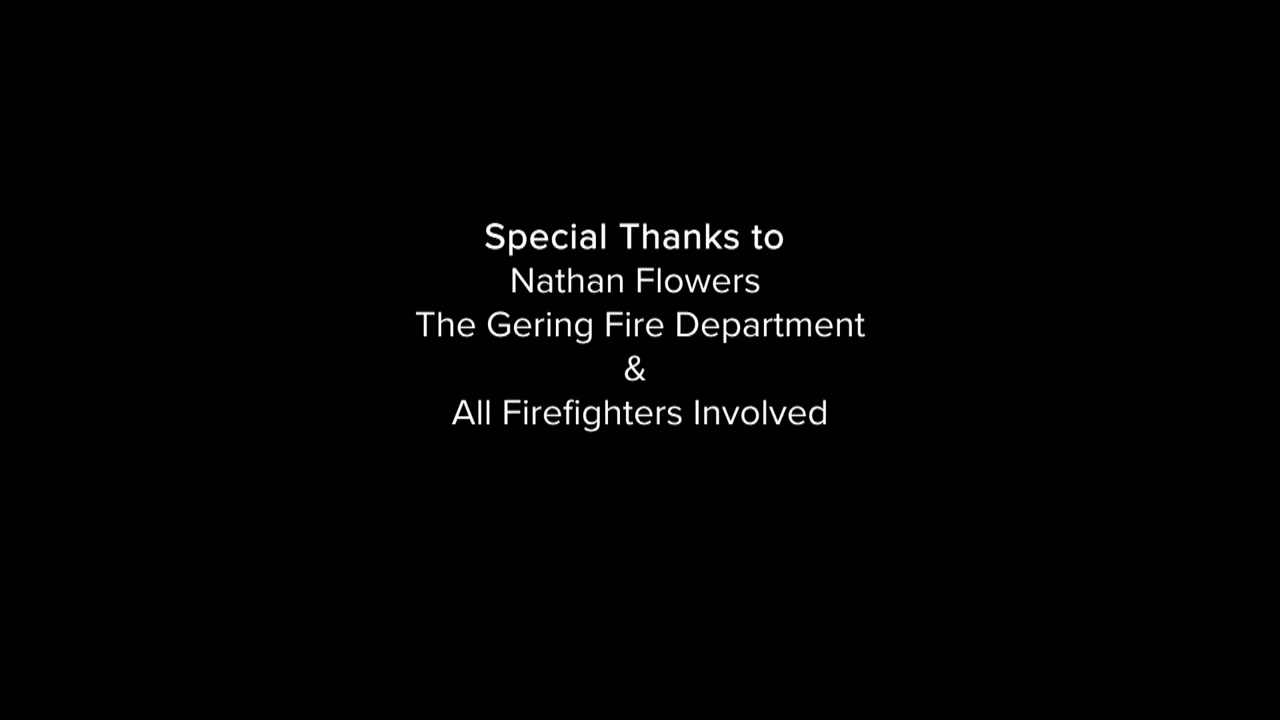 Special Thanks to
Nathan Flowers
The Gering Fire Department
&
All Firefighters Involved